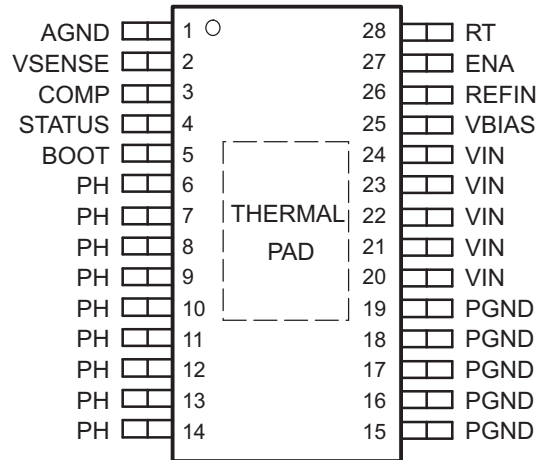 AGND 1 28 RT
VSENSE 2 27 ENA
COMP 3 26 REFIN
STATUS 4 25 VBIAS
BOOT 5 24 VIN
PH 6 23 VIN
PH 7 THERMAL 22 VIN
PH 8 PAD 21 VIN
PH 9 20 VIN
PH 10 19 PGND
PH 11 18 PGND
PH 12 17 PGND
PH 13 16 PGND
PH 14 15 PGND